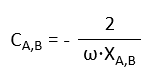 C_A,B = - 2 / (ω·X_A,B)